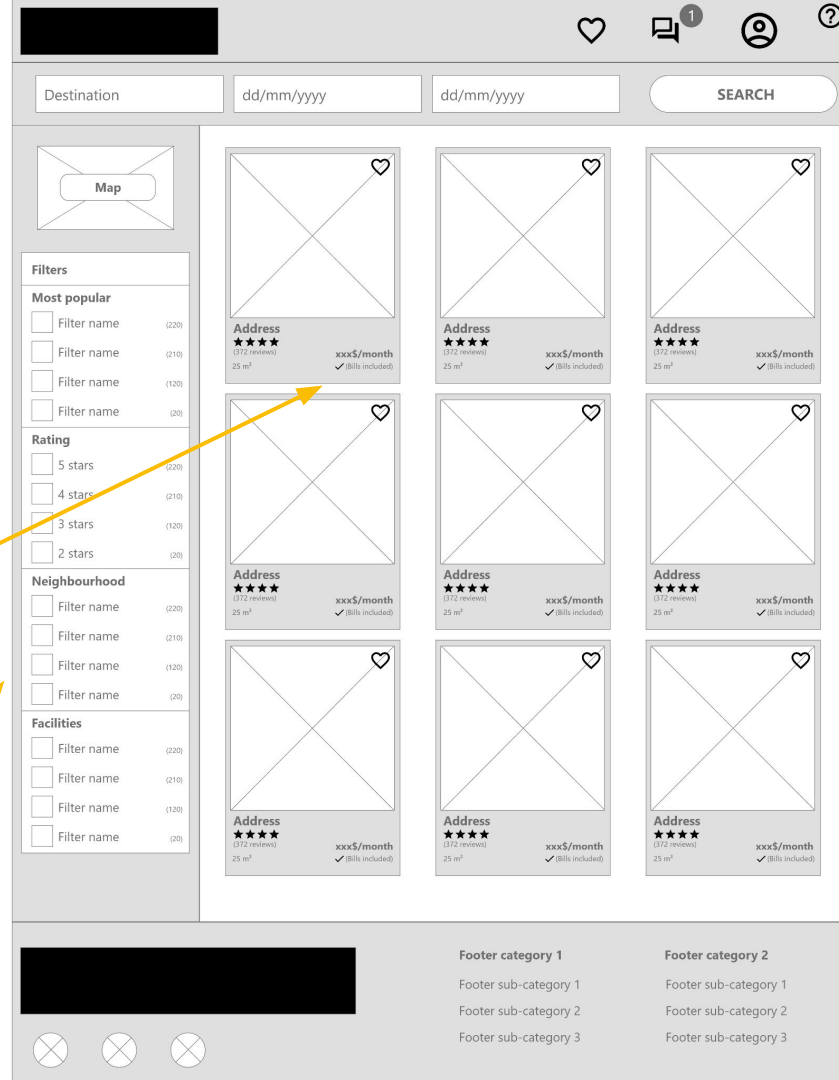 1
?
Destination
dd/mm/yyyy
dd/mm/yyyy
SEARCH
Map
Filters
Most popular
Filter name (220)
Filter name (210)
Filter name (120)
Filter name (20)
Rating
5 stars (220)
4 stars (210)
3 stars (120)
2 stars (20)
Neighbourhood
Filter name (220)
Filter name (210)
Filter name (120)
Filter name (20)
Facilities
Filter name (220)
Filter name (210)
Filter name (120)
Filter name (20)
Address
(372 reviews)
xxx$/month
25 m²
(Bills included)
Address
(372 reviews)
xxx$/month
25 m²
(Bills included)
Address
(372 reviews)
xxx$/month
25 m²
(Bills included)
Address
(372 reviews)
xxx$/month
25 m²
(Bills included)
Address
(372 reviews)
xxx$/month
25 m²
(Bills included)
Address
(372 reviews)
xxx$/month
25 m²
(Bills included)
Address
(372 reviews)
xxx$/month
25 m²
(Bills included)
Address
(372 reviews)
xxx$/month
25 m²
(Bills included)
Address
(372 reviews)
xxx$/month
25 m²
(Bills included)
Footer category 1
Footer sub-category 1
Footer sub-category 2
Footer sub-category 3
Footer category 2
Footer sub-category 1
Footer sub-category 2
Footer sub-category 3